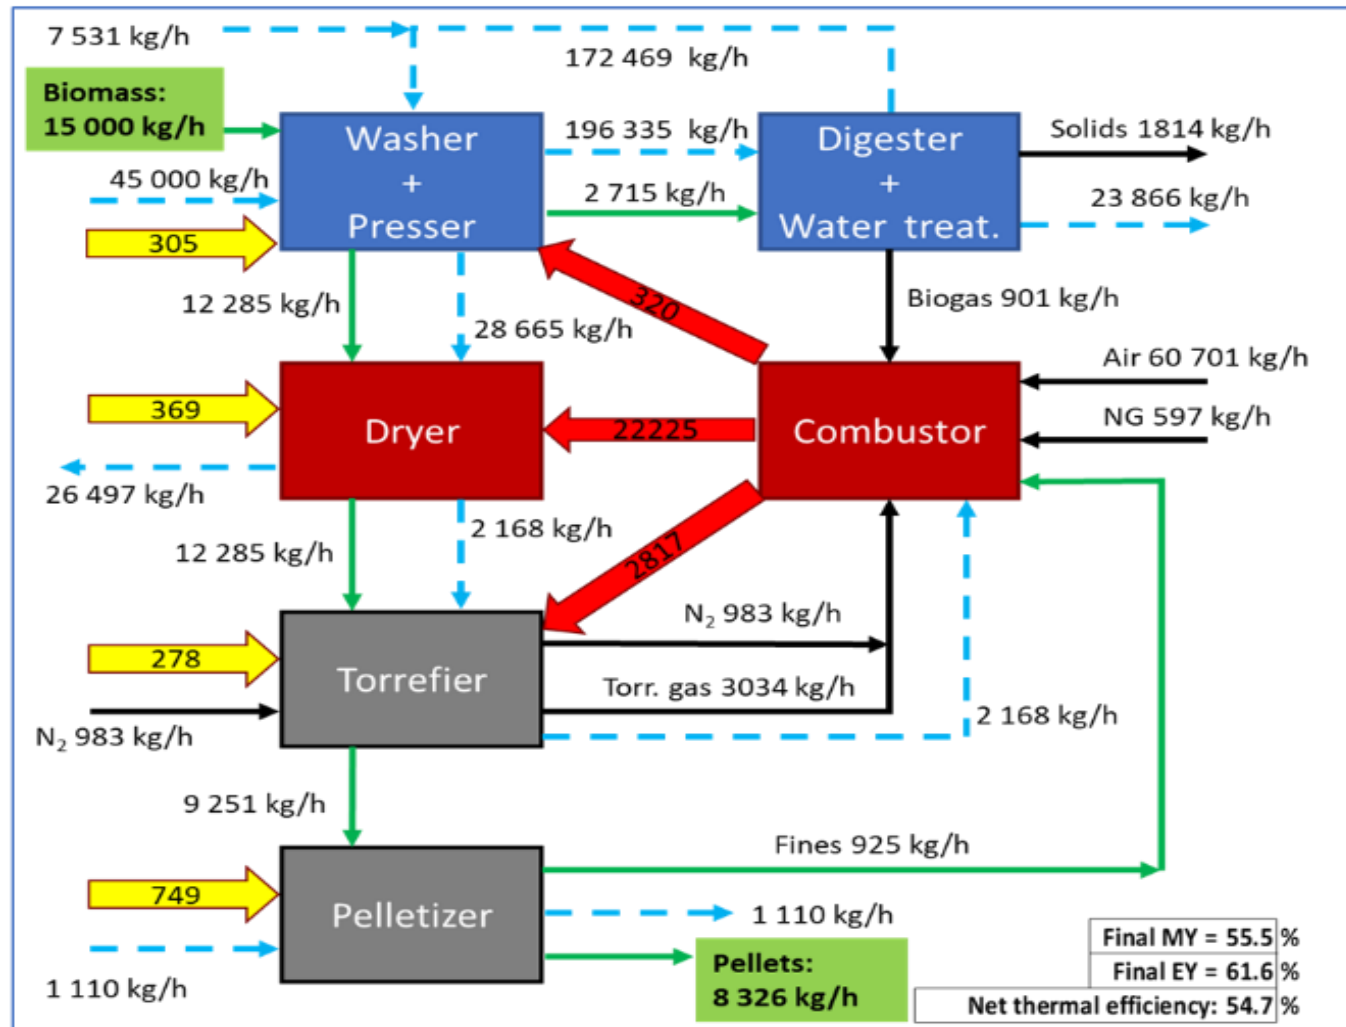 7 531 kg/h
172 469 kg/h
Biomass:
15 000 kg/h
Washer
+
Presser
196 335 kg/h
Digester
+
Water treat.
Solids 1814 kg/h
45 000 kg/h
2 715 kg/h
23 866 kg/h
305
12 285 kg/h
28 665 kg/h
320
Biogas 901 kg/h
Air 60 701 kg/h
369
Dryer
22225
Combustor
NG 597 kg/h
26 497 kg/h
12 285 kg/h
2 168 kg/h
2817
278
Torrefier
N₂ 983 kg/h
Torr. gas 3034 kg/h
2 168 kg/h
N₂ 983 kg/h
9 251 kg/h
749
Pelletizer
Fines 925 kg/h
1 110 kg/h
1 110 kg/h
Pellets:
8 326 kg/h
Final MY = 55.5 %
Final EY = 61.6 %
Net thermal efficiency: 54.7 %